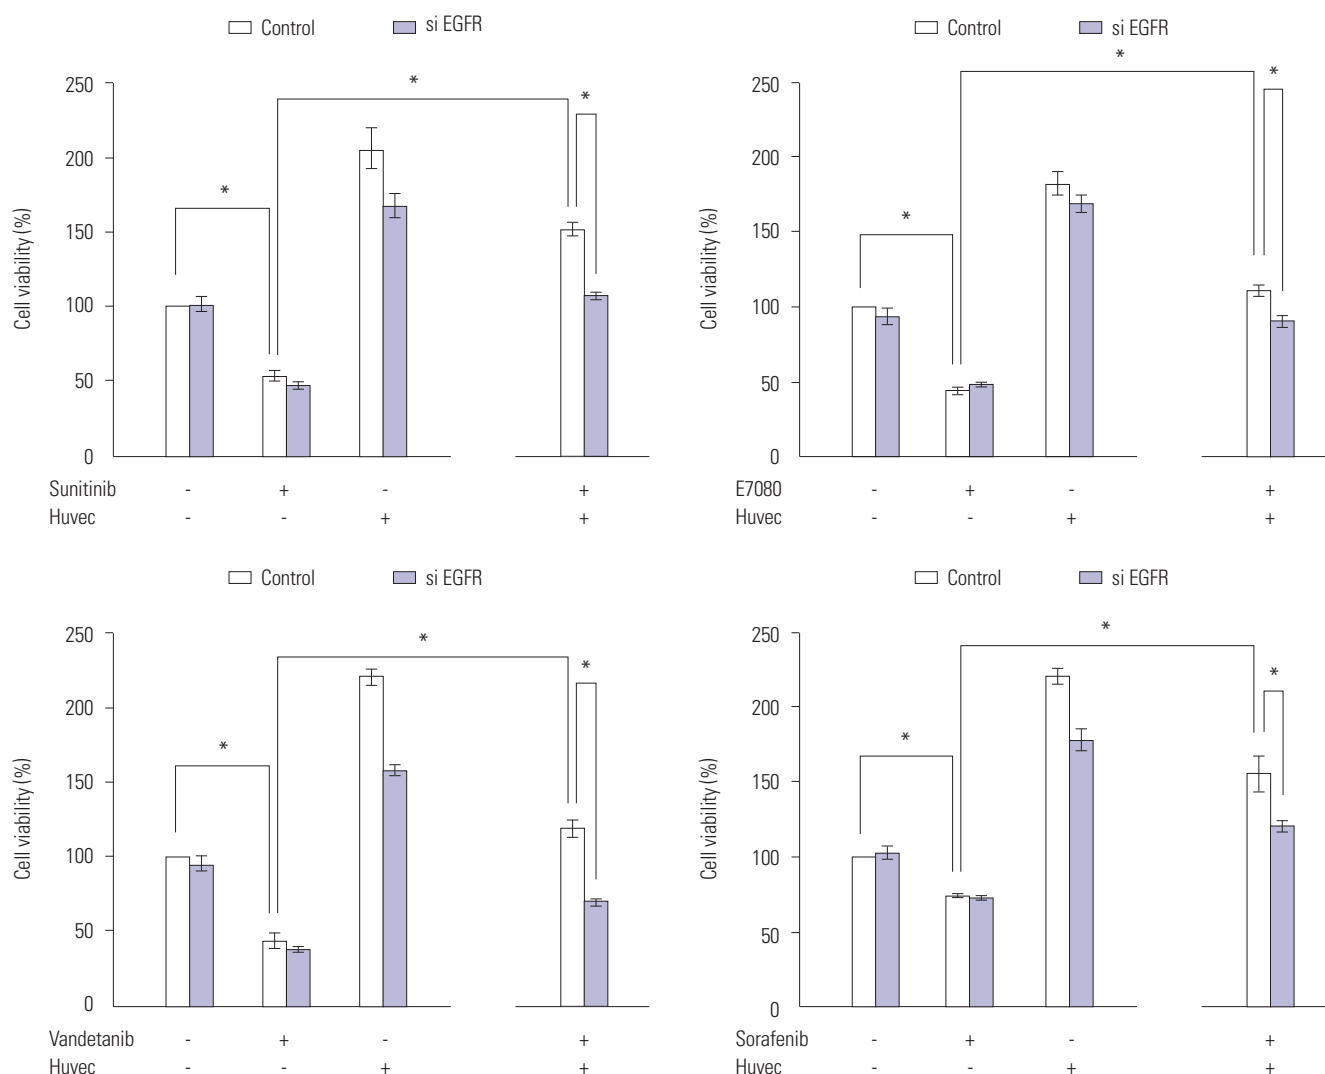 Control si EGFR
*
*
*
250
200
150
100
50
0
Cell viability (%)
Sunitinib - + - +
Huvec - - + +
Control si EGFR
*
*
*
250
200
150
100
50
0
Cell viability (%)
E7080 - + - +
Huvec - - + +
Control si EGFR
*
*
*
250
200
150
100
50
0
Cell viability (%)
Vandetanib - + - +
Huvec - - + +
Control si EGFR
*
*
*
250
200
150
100
50
0
Cell viability (%)
Sorafenib - + - +
Huvec - - + +